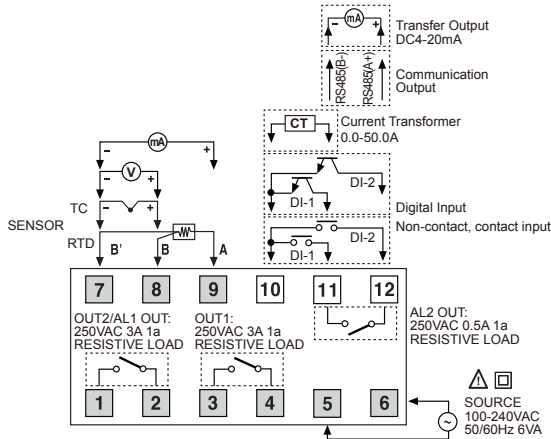 - mA +
Transfer Output
DC4-20mA
RS485(B-)
RS485(A+)
Communication
Output
CT
Current Transformer
0.0-50.0A
- mA +
- V +
TC - +
DI-1
DI-2
Digital Input
Non-contact, contact input
DI-1
DI-2
SENSOR
RTD
B' B A
7 8 9 10 11 12
OUT2/AL1 OUT:
250VAC 3A 1a
RESISTIVE LOAD
OUT1:
250VAC 3A 1a
RESISTIVE LOAD
AL2 OUT:
250VAC 0.5A 1a
RESISTIVE LOAD
1 2 3 4 5 6
SOURCE
100-240VAC
50/60Hz 6VA